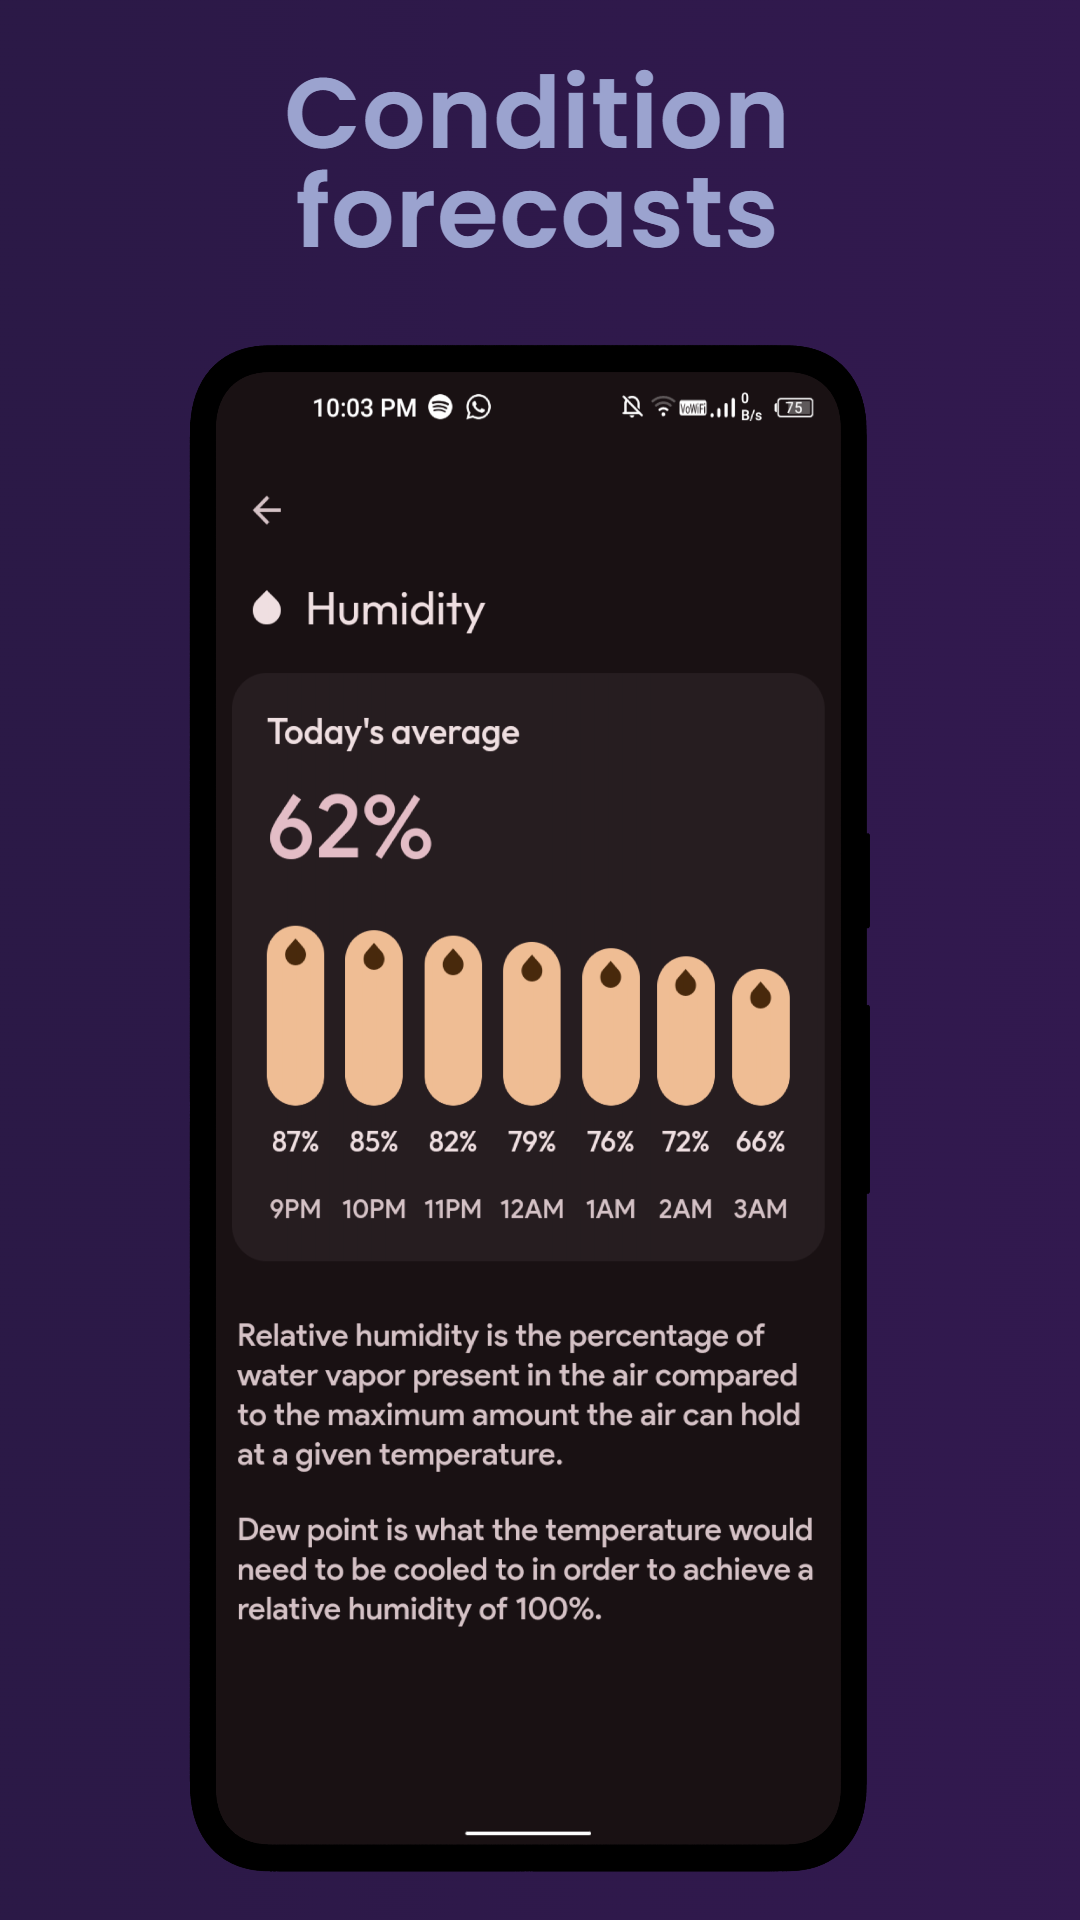 Condition
forecasts
10:03 PM
VoWiFi
0
B/s
75
Humidity
Today's average
62%
87% 85% 82% 79% 76% 72% 66%
9PM 10PM 11PM 12AM 1AM 2AM 3AM
Relative humidity is the percentage of
water vapor present in the air compared
to the maximum amount the air can hold
at a given temperature.
Dew point is what the temperature would
need to be cooled to in order to achieve a
relative humidity of 100%.